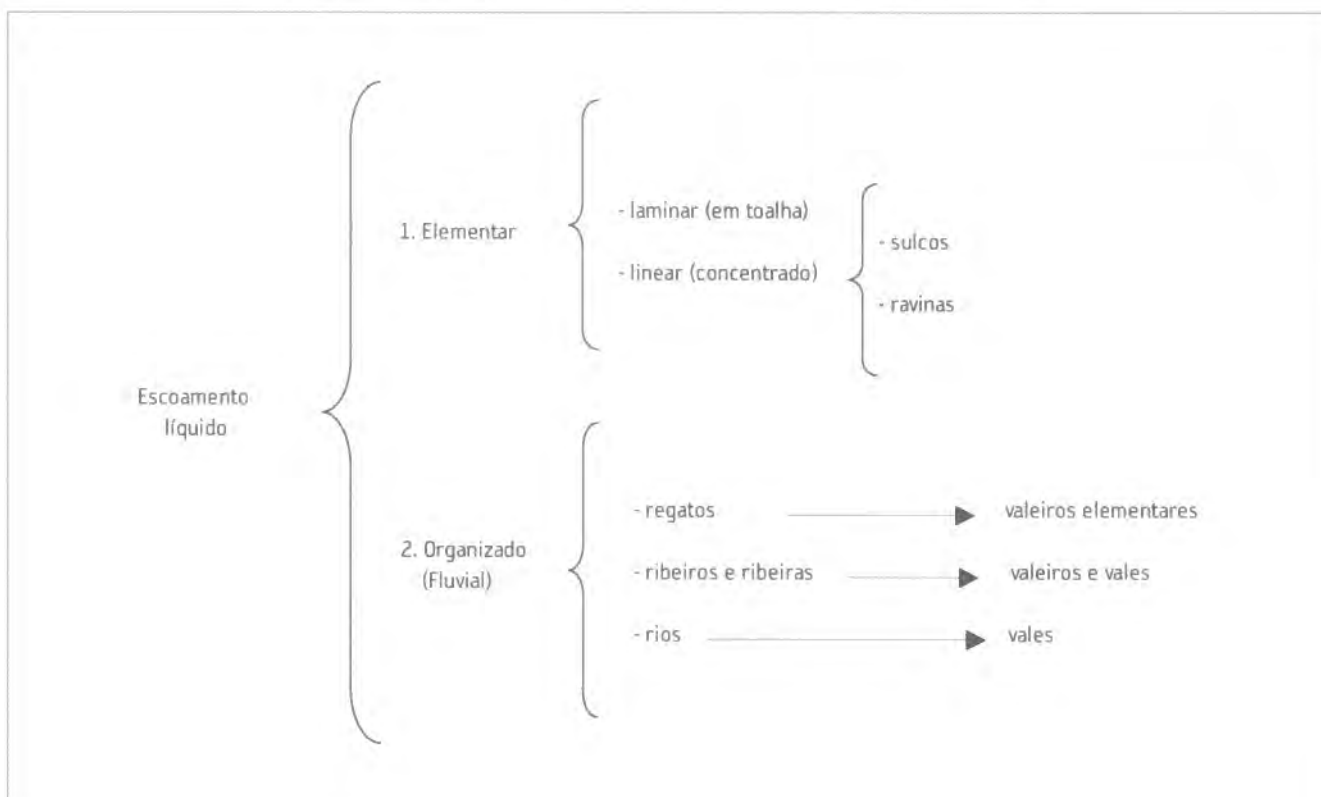 Escoamento
líquido
1. Elementar
- laminar (em toalha)
- linear (concentrado)
- sulcos
- ravinas
2. Organizado
(Fluvial)
- regatos
valeiros elementares
- ribeiros e ribeiras
valeiros e vales
- rios
vales